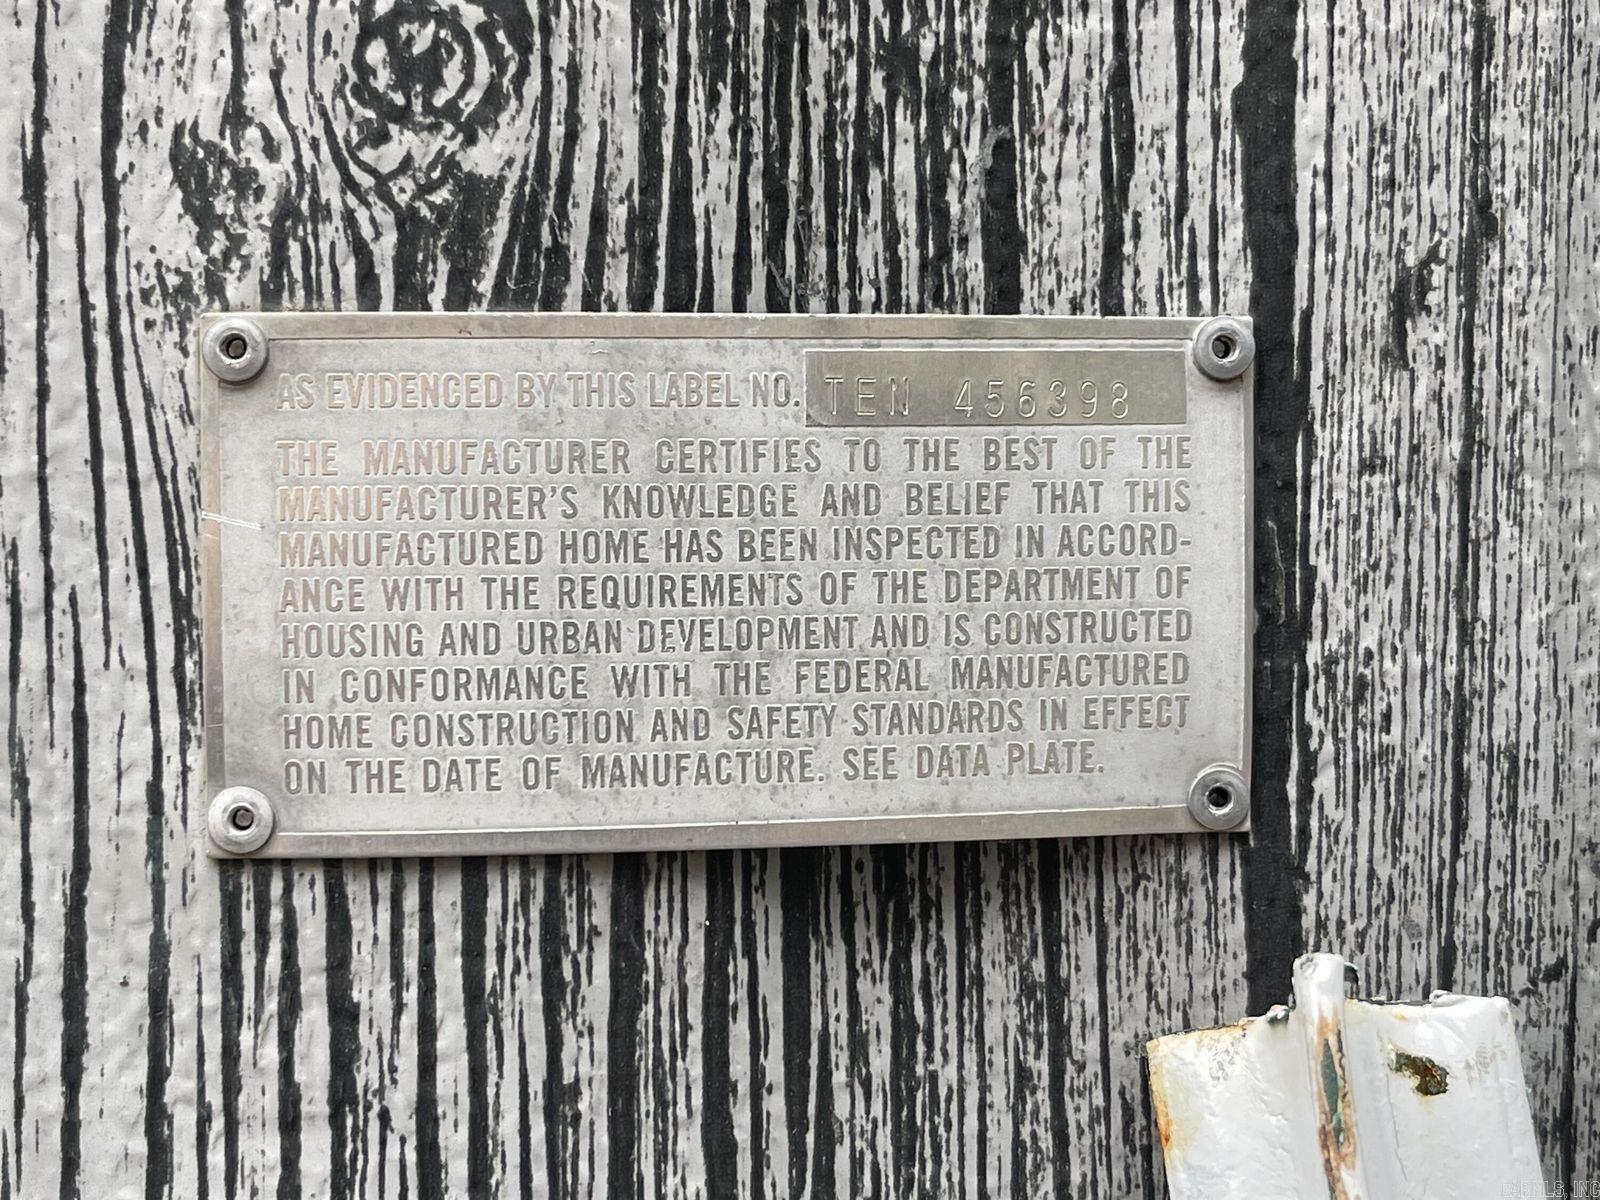 AS EVIDENCED BY THIS LABEL NO. TEN 456398
THE MANUFACTURER CERTIFIES TO THE BEST OF THE
MANUFACTURER'S KNOWLEDGE AND BELIEF THAT THIS
MANUFACTURED HOME HAS BEEN INSPECTED IN ACCORD-
ANCE WITH THE REQUIREMENTS OF THE DEPARTMENT OF
HOUSING AND URBAN DEVELOPMENT AND IS CONSTRUCTED
IN CONFORMANCE WITH THE FEDERAL MANUFACTURED
HOME CONSTRUCTION AND SAFETY STANDARDS IN EFFECT
ON THE DATE OF MANUFACTURE. SEE DATA PLATE.